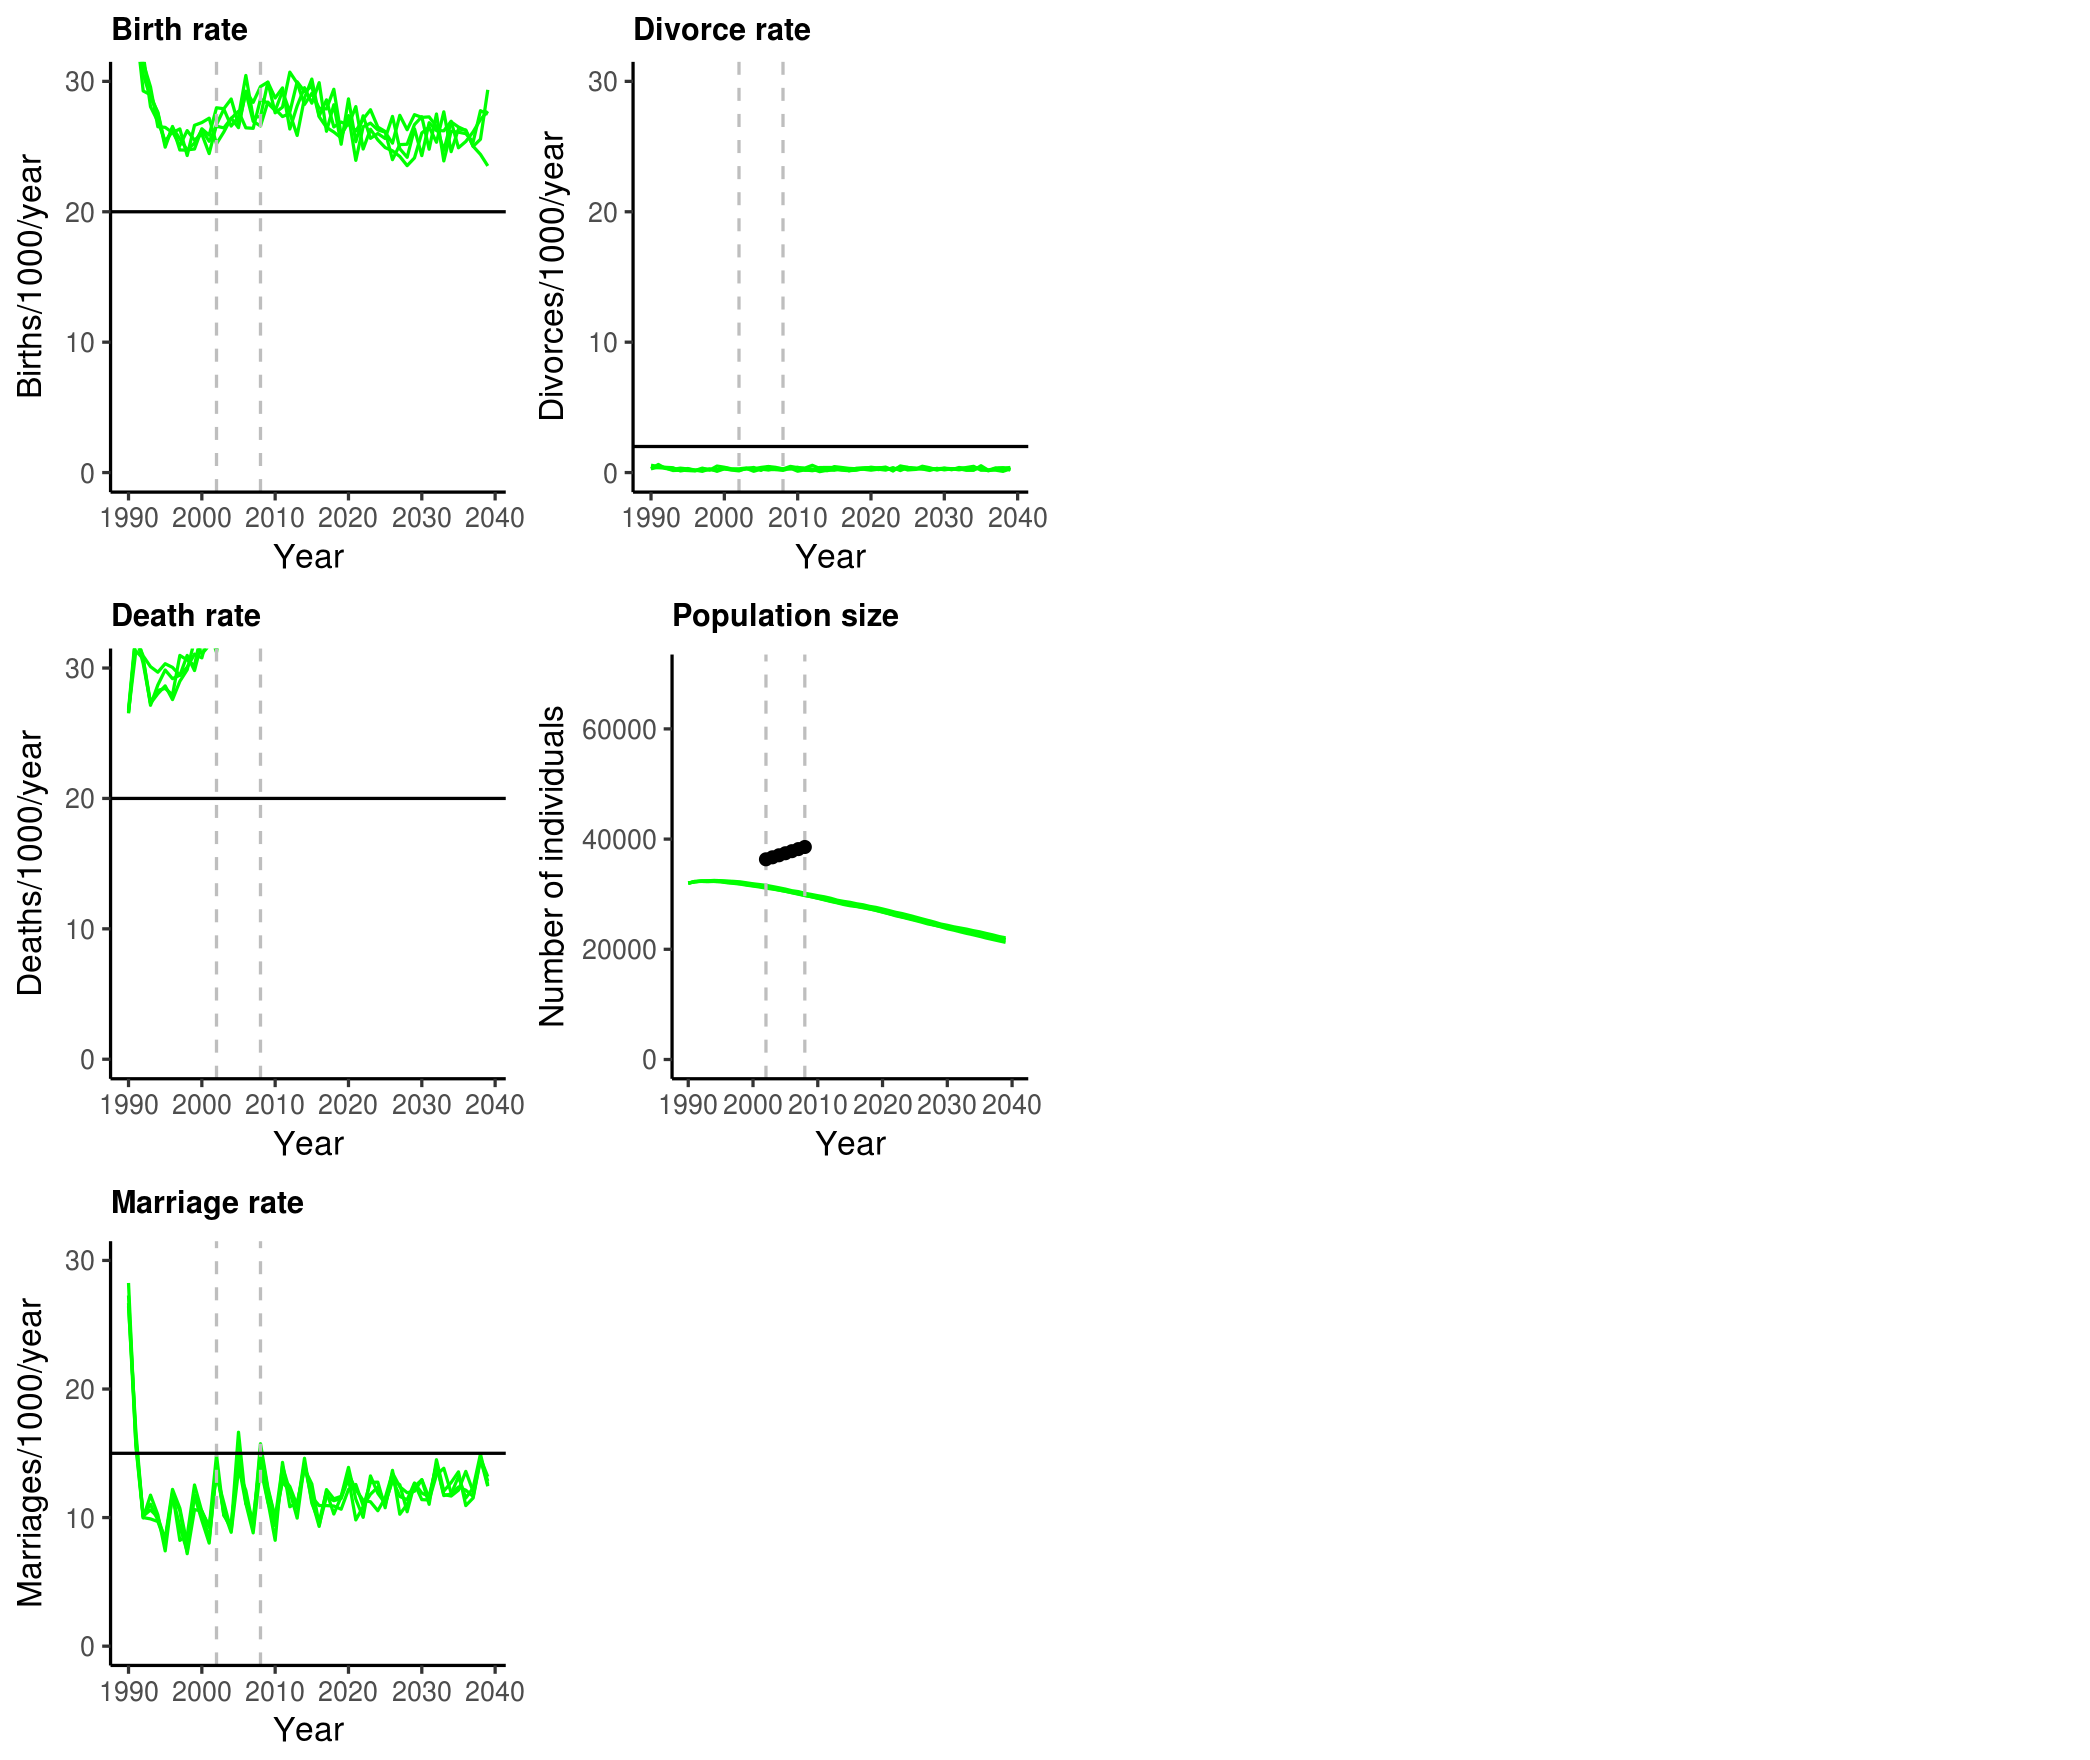 Birth rate
Births/1000/year
30
20
10
0
1990 2000 2010 2020 2030 2040
Year
Divorce rate
Divorces/1000/year
30
20
10
0
1990 2000 2010 2020 2030 2040
Year
Death rate
Deaths/1000/year
30
20
10
0
1990 2000 2010 2020 2030 2040
Year
Population size
Number of individuals
60000
40000
20000
0
1990 2000 2010 2020 2030 2040
Year
Marriage rate
Marriages/1000/year
30
20
10
0
1990 2000 2010 2020 2030 2040
Year